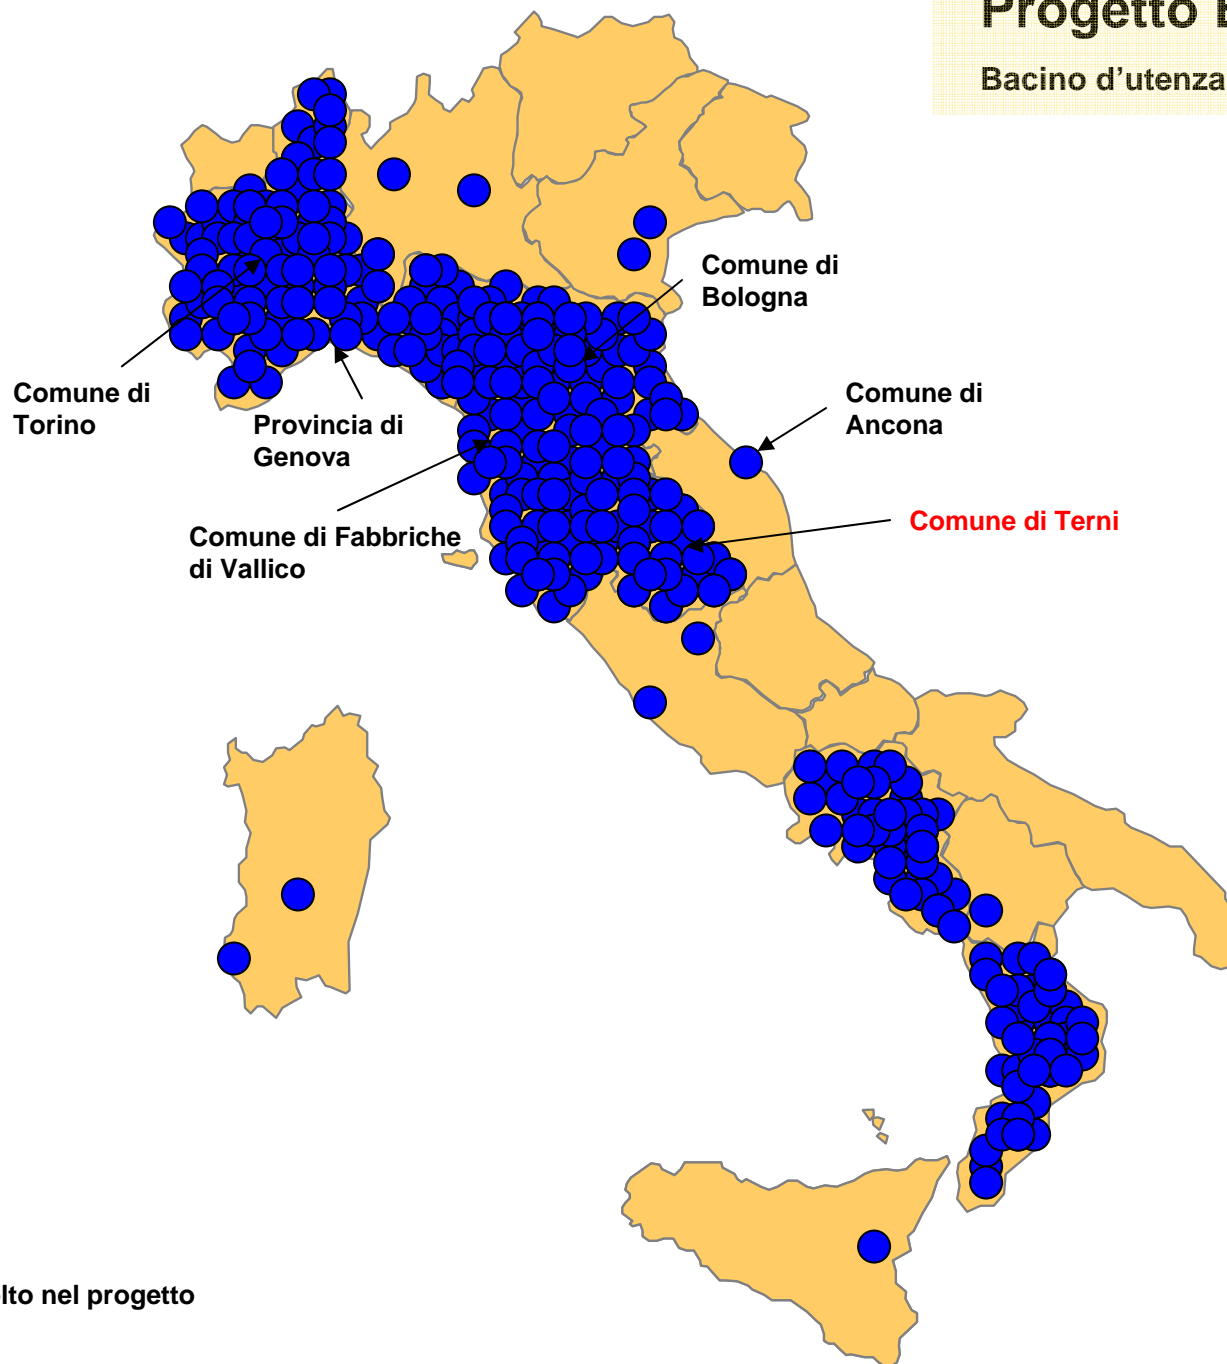 Progetto
Bacino d'utenza
Comune di
Bologna
Comune di
Torino
Provincia di
Genova
Comune di
Ancona
Comune di Fabbriche
di Vallico
Comune di Terni
nel progetto